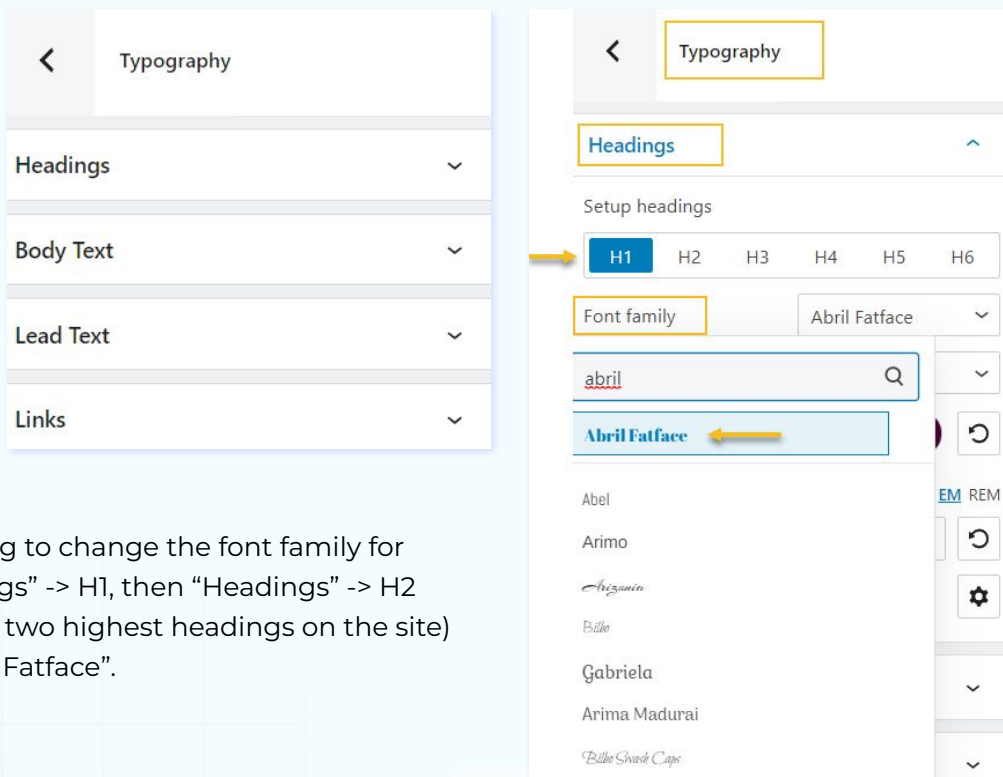 Typography
Headings
Body Text
Lead Text
Links
g to change the font family for
gs” -> H1, then “Headings” -> H2
two highest headings on the site)
Fatface”.
Typography
Headings
Setup headings
H1 H2 H3 H4 H5 H6
Font family Abril Fatface
abril
Abril Fatface
EM REM
Abel
Arimo
Arizonia
Bilbo
Gabriela
Arima Madurai
Bilbo Swash Caps